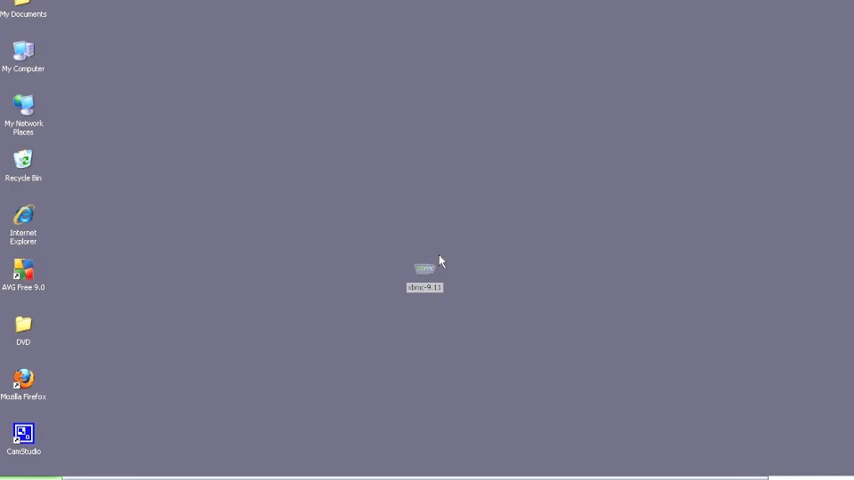 My Documents
My Computer
My Network
Places
Recycle Bin
Internet
Explorer
xbmc-9.11
AVG Free 9.0
DVD
Mozilla Firefox
CamStudio